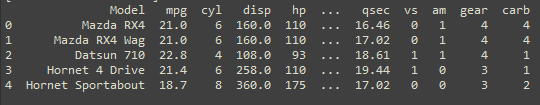 Model mpg cyl disp hp ... qsec vs am gear carb
0 Mazda RX4 21.0 6 160.0 110 ... 16.46 0 1 4 4
1 Mazda RX4 Wag 21.0 6 160.0 110 ... 17.02 0 1 4 4
2 Datsun 710 22.8 4 108.0 93 ... 18.61 1 1 4 1
3 Hornet 4 Drive 21.4 6 258.0 110 ... 19.44 1 0 3 1
4 Hornet Sportabout 18.7 8 360.0 175 ... 17.02 0 0 3 2